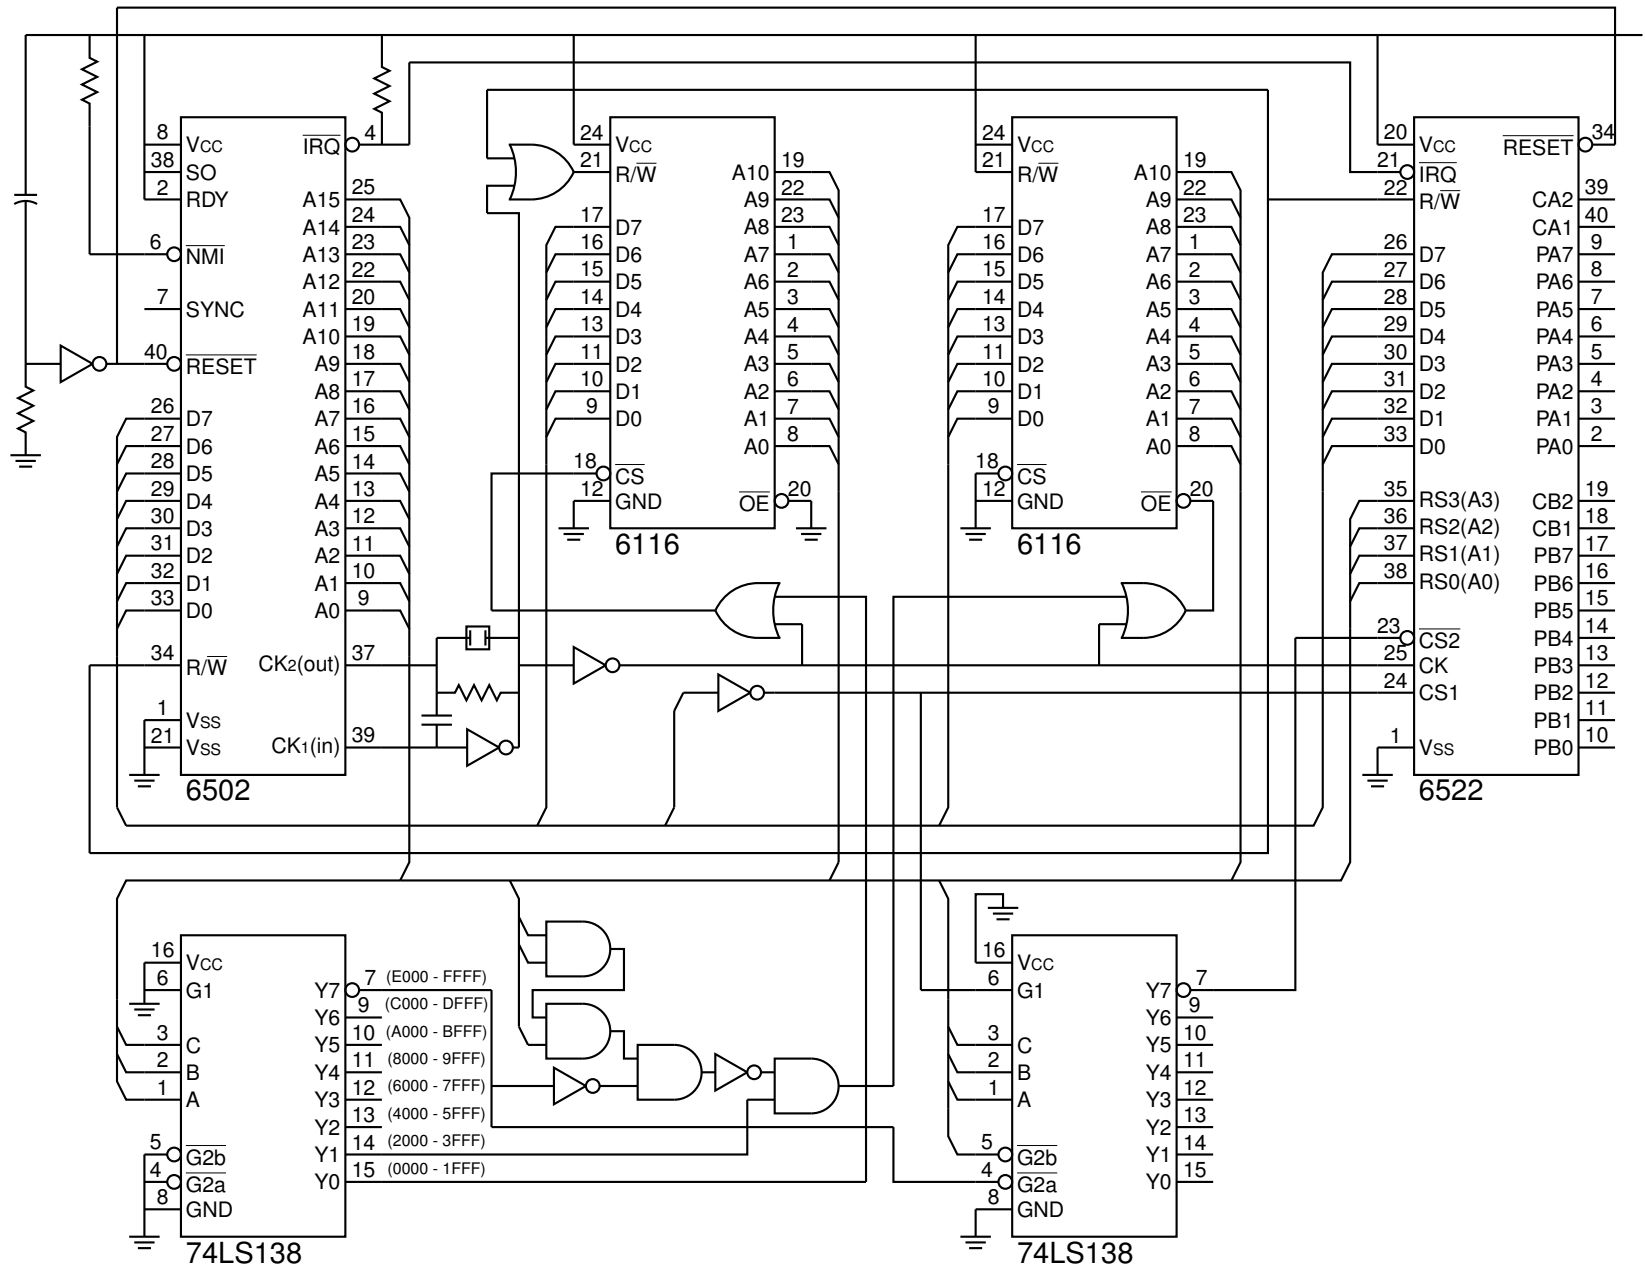 8 VCC
38 SO
2 RDY
6 NMI
7 SYNC
40 RESET
26 D7
27 D6
28 D5
29 D4
30 D3
31 D2
32 D1
33 D0
34 R/W
1 VSS
21 VSS
IRQ 4
A15 25
A14 24
A13 23
A12 22
A11 20
A10 19
A9 18
A8 17
A7 16
A6 15
A5 14
A4 13
A3 12
A2 11
A1 10
A0 9
CK2(out) 37
CK1(in) 39
6502
24 VCC
21 R/W
17 D7
16 D6
15 D5
14 D4
13 D3
11 D2
10 D1
9 D0
18 CS
12 GND
A10 19
A9 22
A8 23
A7 1
A6 2
A5 3
A4 4
A3 5
A2 6
A1 7
A0 8
OE 20
6116
24 VCC
21 R/W
17 D7
16 D6
15 D5
14 D4
13 D3
11 D2
10 D1
9 D0
18 CS
12 GND
A10 19
A9 22
A8 23
A7 1
A6 2
A5 3
A4 4
A3 5
A2 6
A1 7
A0 8
OE 20
6116
20 VCC
21 IRQ
22 R/W
26 D7
27 D6
28 D5
29 D4
30 D3
31 D2
32 D1
33 D0
35 RS3(A3)
36 RS2(A2)
37 RS1(A1)
38 RS0(A0)
23 CS2
25 CK
24 CS1
1 VSS
RESET 34
CA2 39
CA1 40
PA7 9
PA6 8
PA5 7
PA4 6
PA3 5
PA2 4
PA1 3
PA0 2
CB2 19
CB1 18
PB7 17
PB6 16
PB5 15
PB4 14
PB3 13
PB2 12
PB1 11
PB0 10
6522
16 VCC
6 G1
3 C
2 B
1 A
5 G2b
4 G2a
8 GND
Y7 7 (E000 - FFFF)
Y6 9 (C000 - DFFF)
Y5 10 (A000 - BFFF)
Y4 11 (8000 - 9FFF)
Y3 12 (6000 - 7FFF)
Y2 13 (4000 - 5FFF)
Y1 14 (2000 - 3FFF)
Y0 15 (0000 - 1FFF)
74LS138
16 VCC
6 G1
3 C
2 B
1 A
5 G2b
4 G2a
8 GND
Y7 7
Y6 9
Y5 10
Y4 11
Y3 12
Y2 13
Y1 14
Y0 15
74LS138